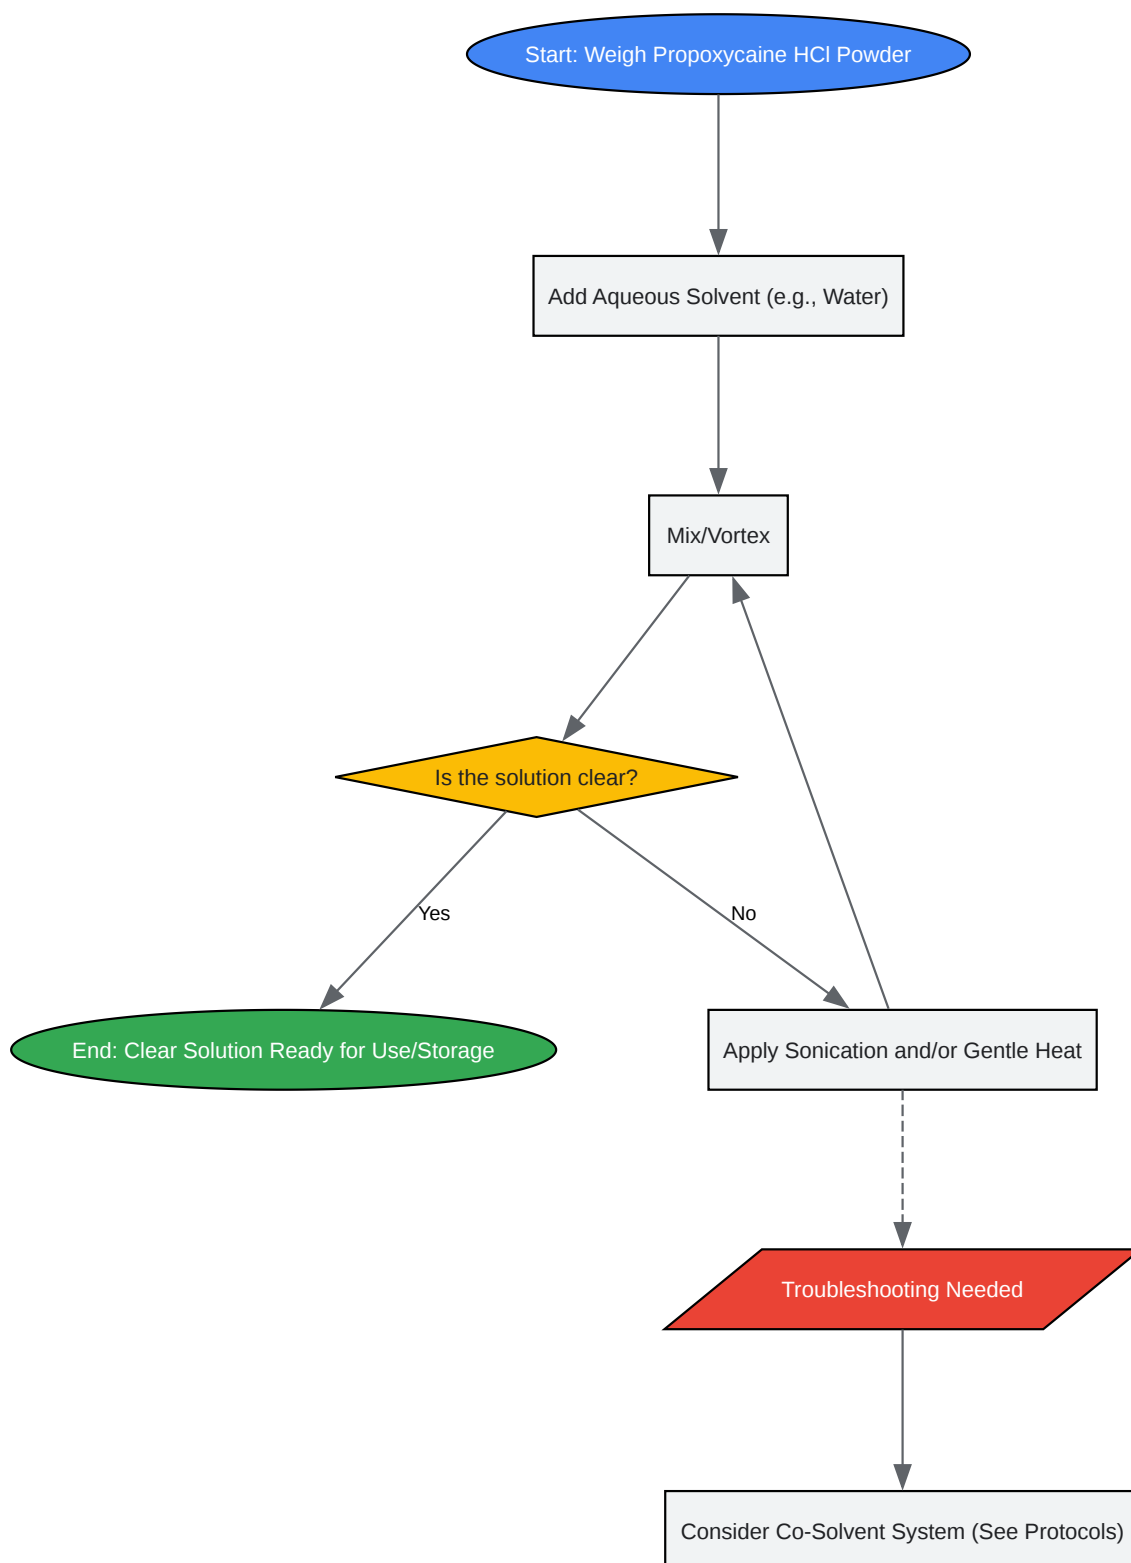 Start: Weigh Propoxycaine HCl Powder
Add Aqueous Solvent (e.g., Water)
Mix/Vortex
Is the solution clear?
Yes
No
End: Clear Solution Ready for Use/Storage
Apply Sonication and/or Gentle Heat
Troubleshooting Needed
Consider Co-Solvent System (See Protocols)